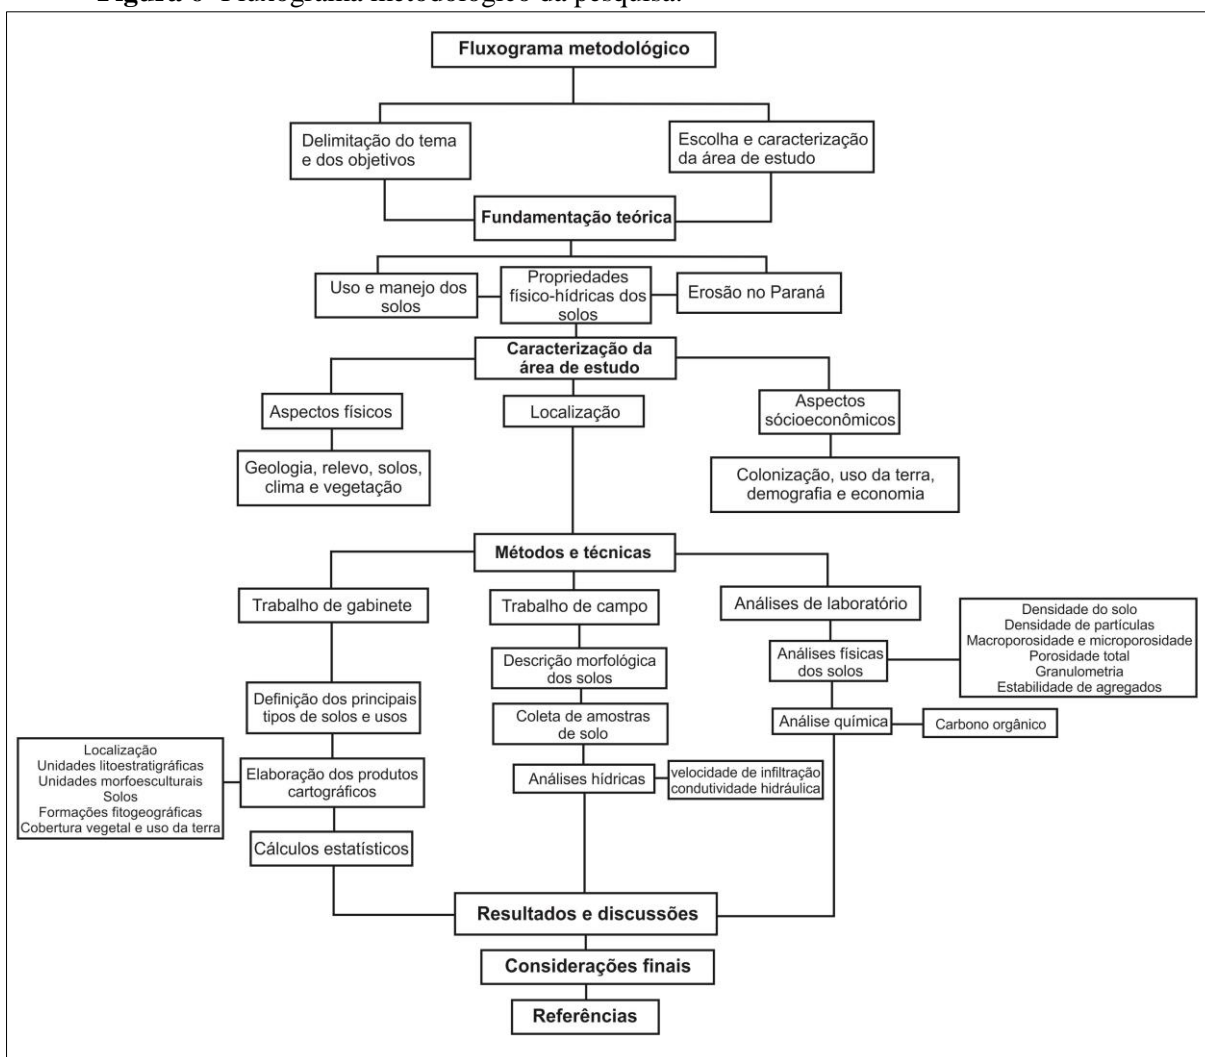 Figura 6- Fluxograma metodológico da pesquisa.
Fluxograma metodológico
Delimitação do tema
e dos objetivos
Escolha e caracterização
da área de estudo
Fundamentação teórica
Uso e manejo dos
solos
Propriedades
físico-hídricas dos
solos
Erosão no Paraná
Caracterização da
área de estudo
Aspectos físicos
Localização
Aspectos
sócioeconômicos
Geologia, relevo, solos,
clima e vegetação
Colonização, uso da terra,
demografia e economia
Métodos e técnicas
Trabalho de gabinete
Trabalho de campo
Análises de laboratório
Densidade do solo
Densidade de partículas
Macroporosidade e microporosidade
Porosidade total
Granulometria
Estabilidade de agregados
Descrição morfológica
dos solos
Análises físicas
dos solos
Definição dos principais
tipos de solos e usos
Coleta de amostras
de solo
Análise química
Carbono orgânico
Localização
Unidades litoestratigráficas
Unidades morfoesculturais
Solos
Formações fitogeográficas
Cobertura vegetal e uso da terra
Elaboração dos produtos
cartográficos
Análises hídricas
velocidade de infiltração
condutividade hidráulica
Cálculos estatísticos
Resultados e discussões
Considerações finais
Referências